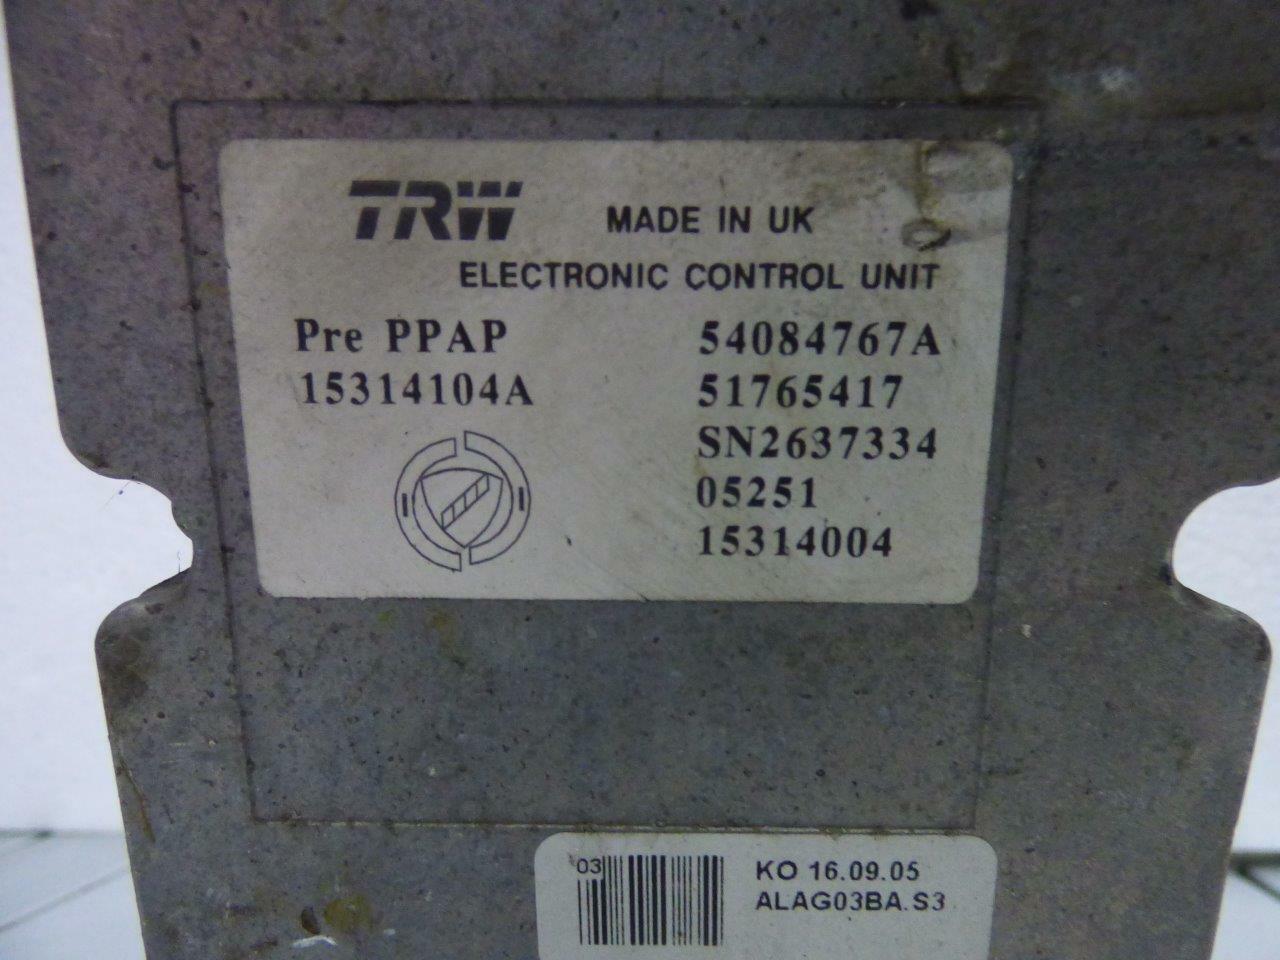 TRW MADE IN UK
ELECTRONIC CONTROL UNIT
Pre PPAP 54084767A
15314104A 51765417
SN2637334
05251
15314004
03 KO 16.09.05
ALAG03BA.S3